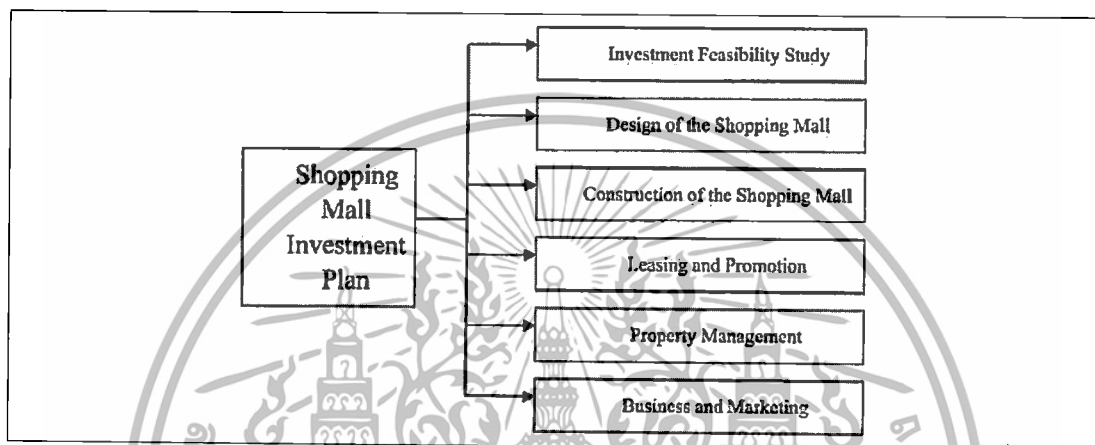 Shopping
Mall
Investment
Plan
Investment Feasibility Study
Design of the Shopping Mall
Construction of the Shopping Mall
Leasing and Promotion
Property Management
Business and Marketing